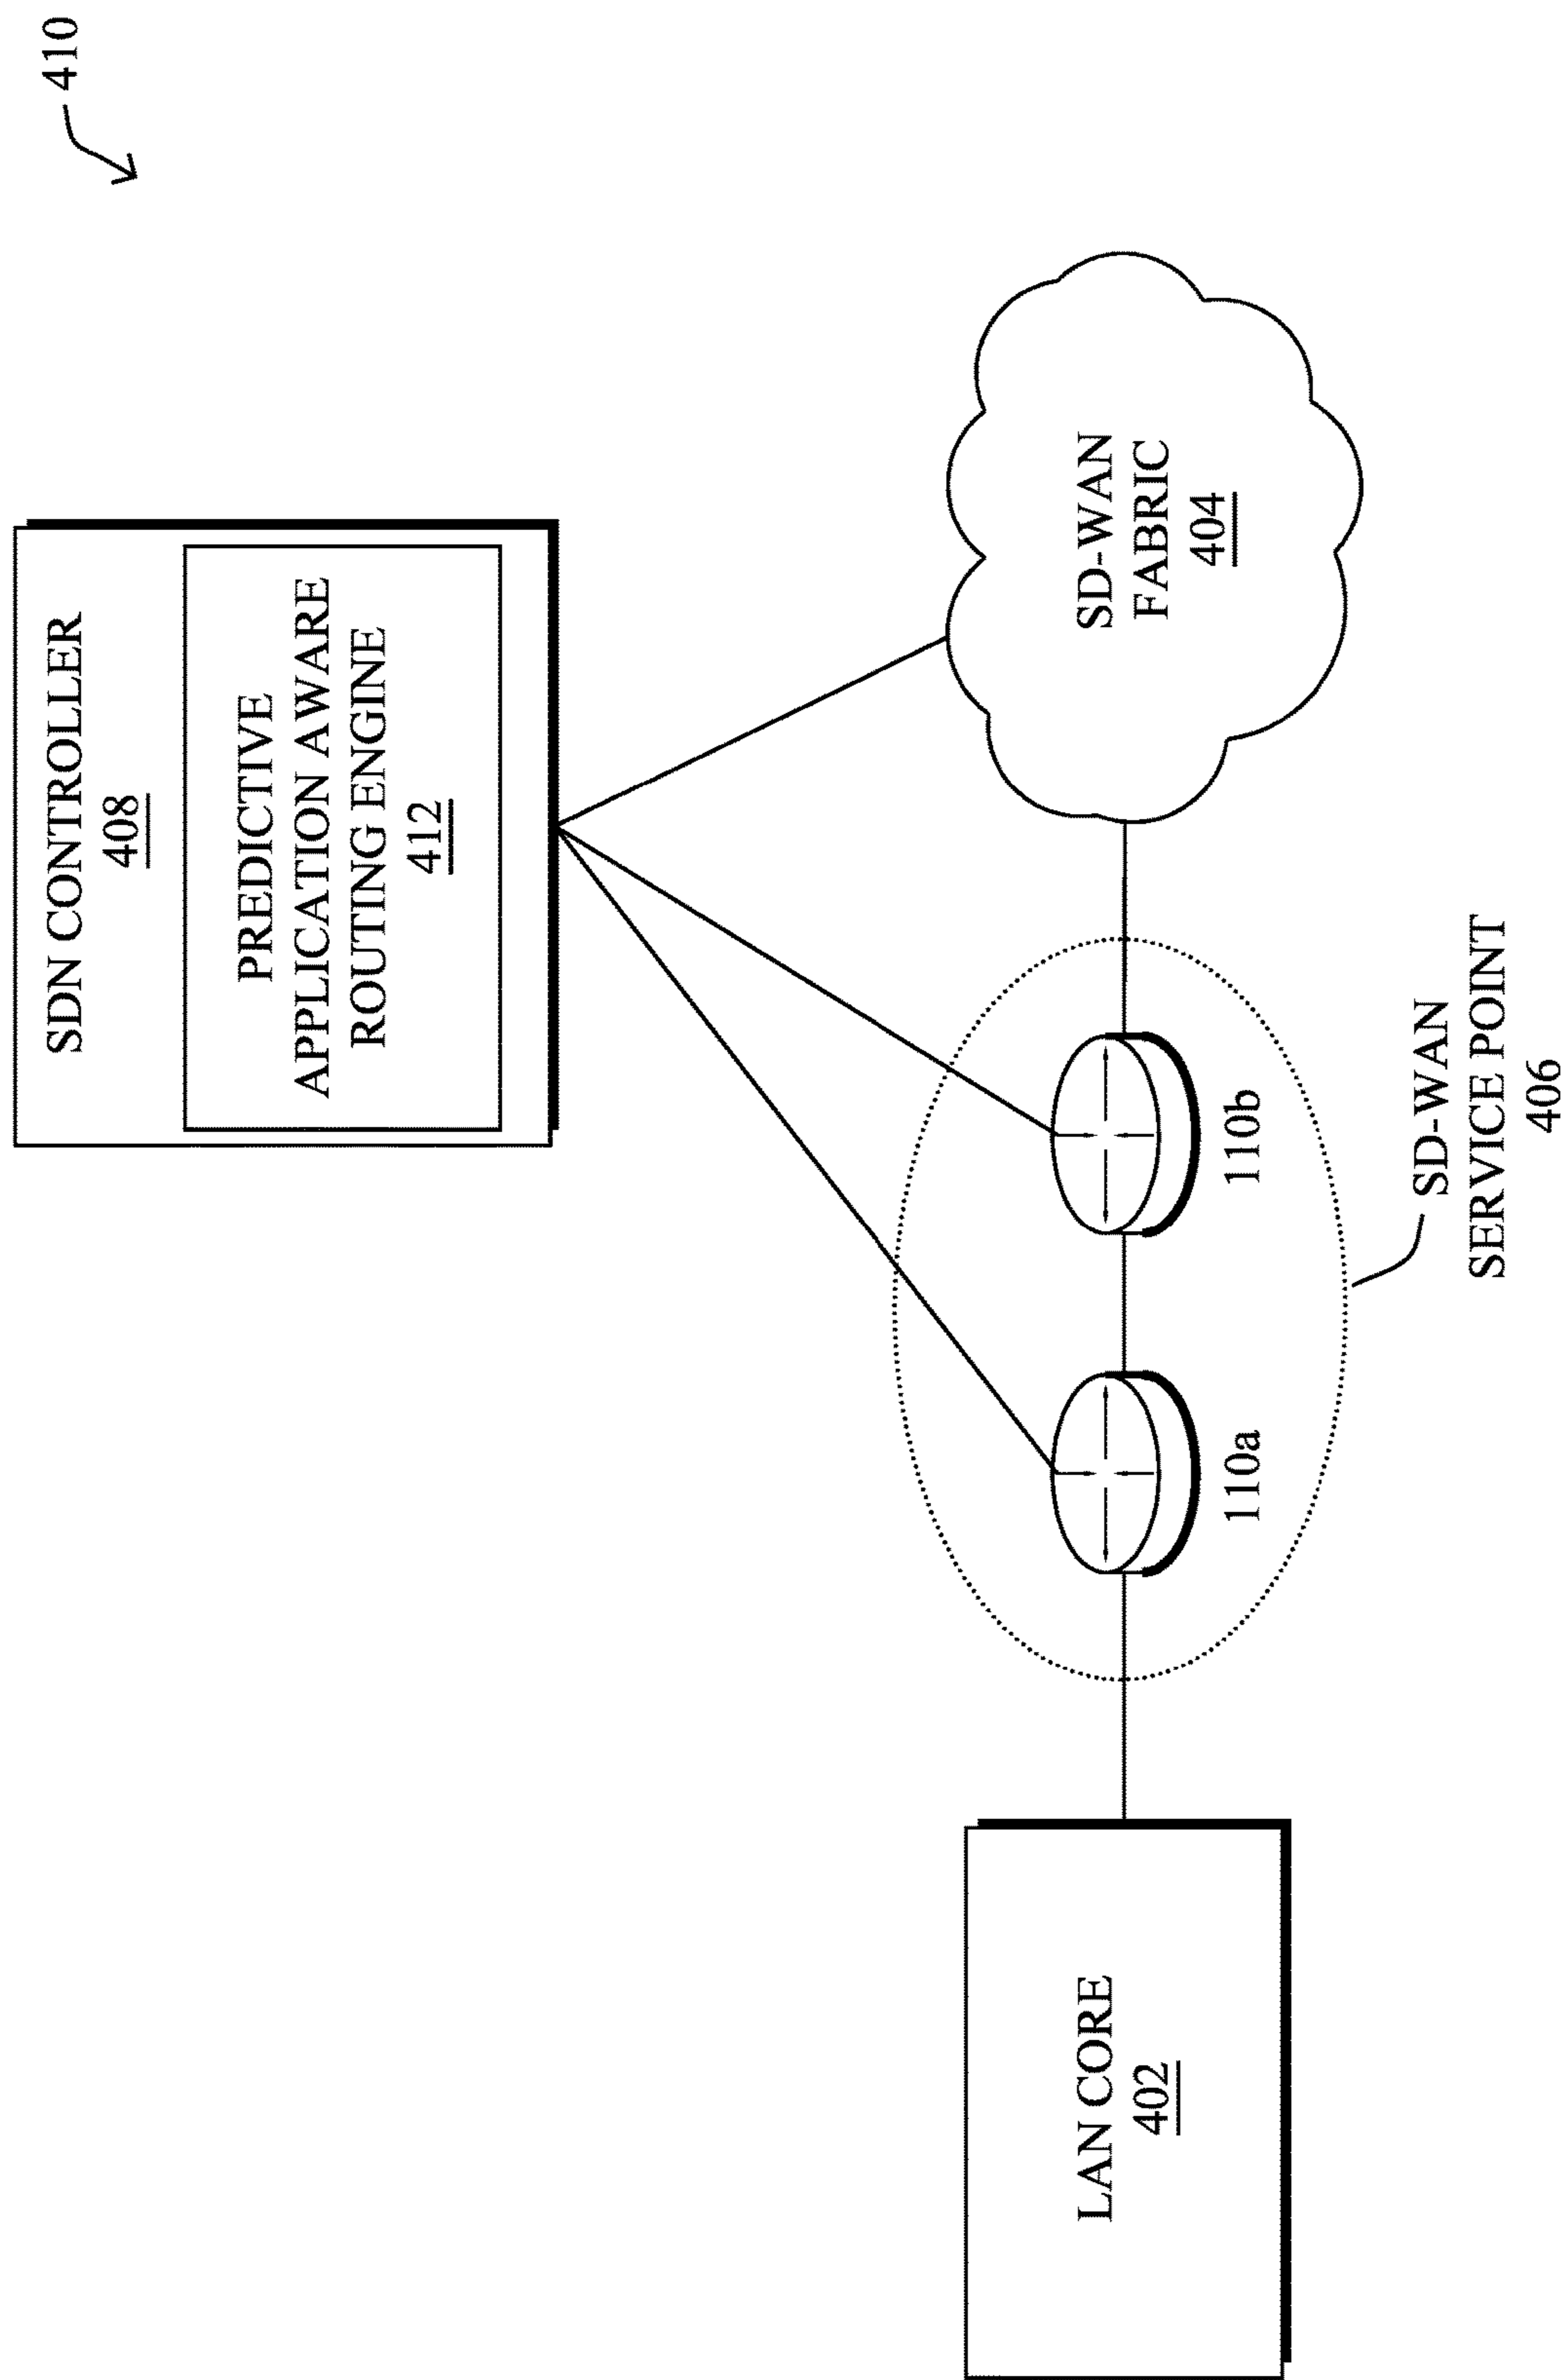 410
SDN CONTROLLER
408
PREDICTIVE
APPLICATION AWARE
ROUTING ENGINE
412
LAN CORE
402
110a
110b
SD-WAN
FABRIC
404
SD-WAN
SERVICE POINT
406